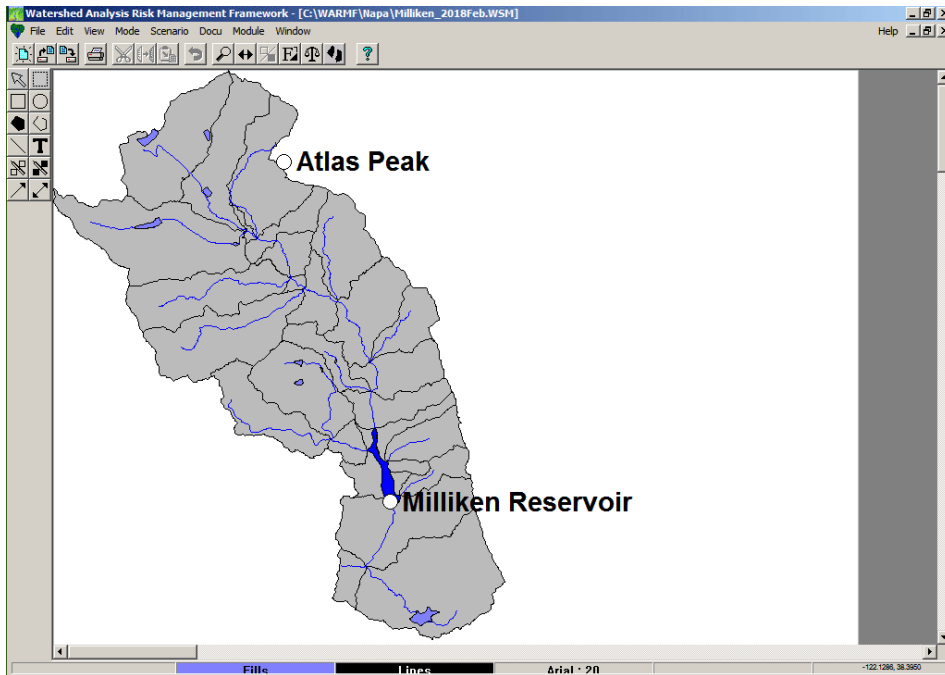 Watershed Analysis Risk Management Framework - [C:\WARMF\Napa\Milliken_2018Feb.WSM]
File Edit View Mode Scenario Docu Module Window Help
Atlas Peak
Milliken Reservoir
Fills Lines Arial : 20 -122.1286, 38.3950